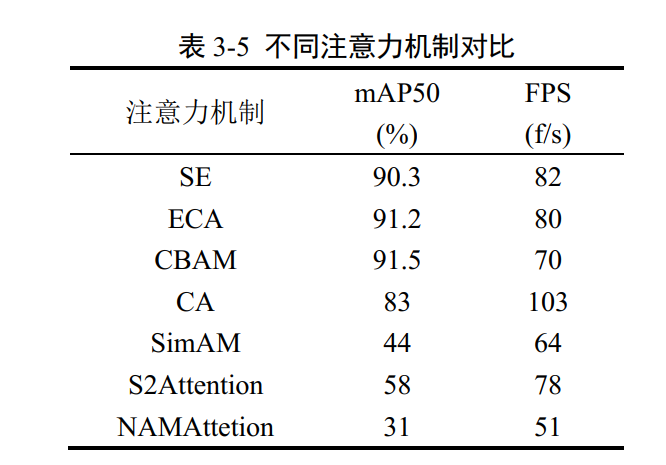 表 3-5 不同注意力机制对比
注意力机制 mAP50 (%) FPS (f/s)
SE 90.3 82
ECA 91.2 80
CBAM 91.5 70
CA 83 103
SimAM 44 64
S2Attention 58 78
NAMAttetion 31 51